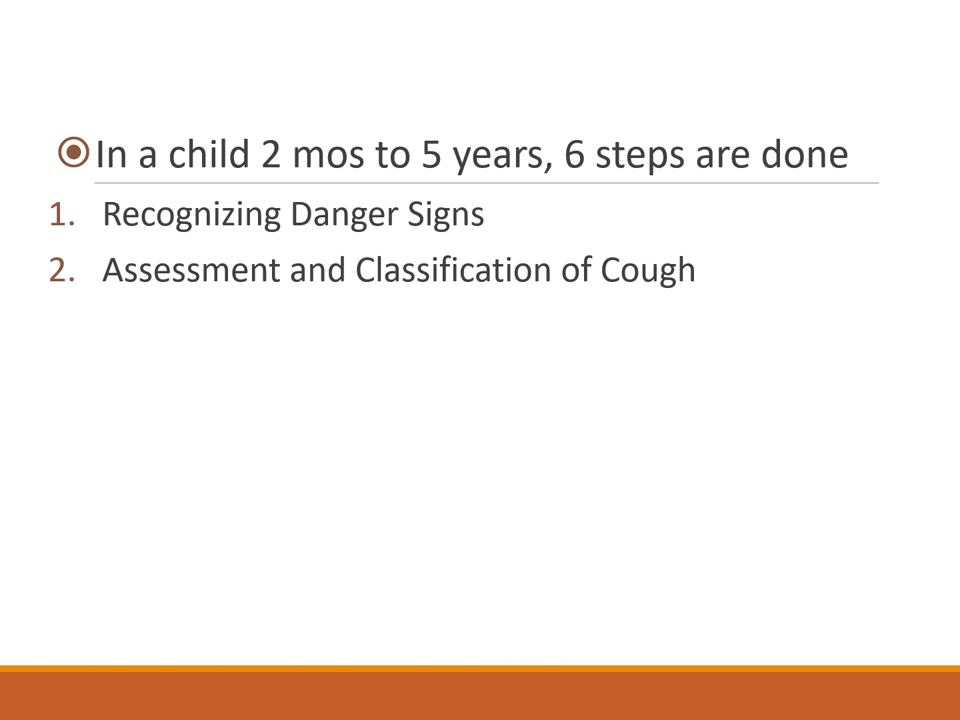 In a child 2 mos to 5 years, 6 steps are done
1. Recognizing Danger Signs
2. Assessment and Classification of Cough